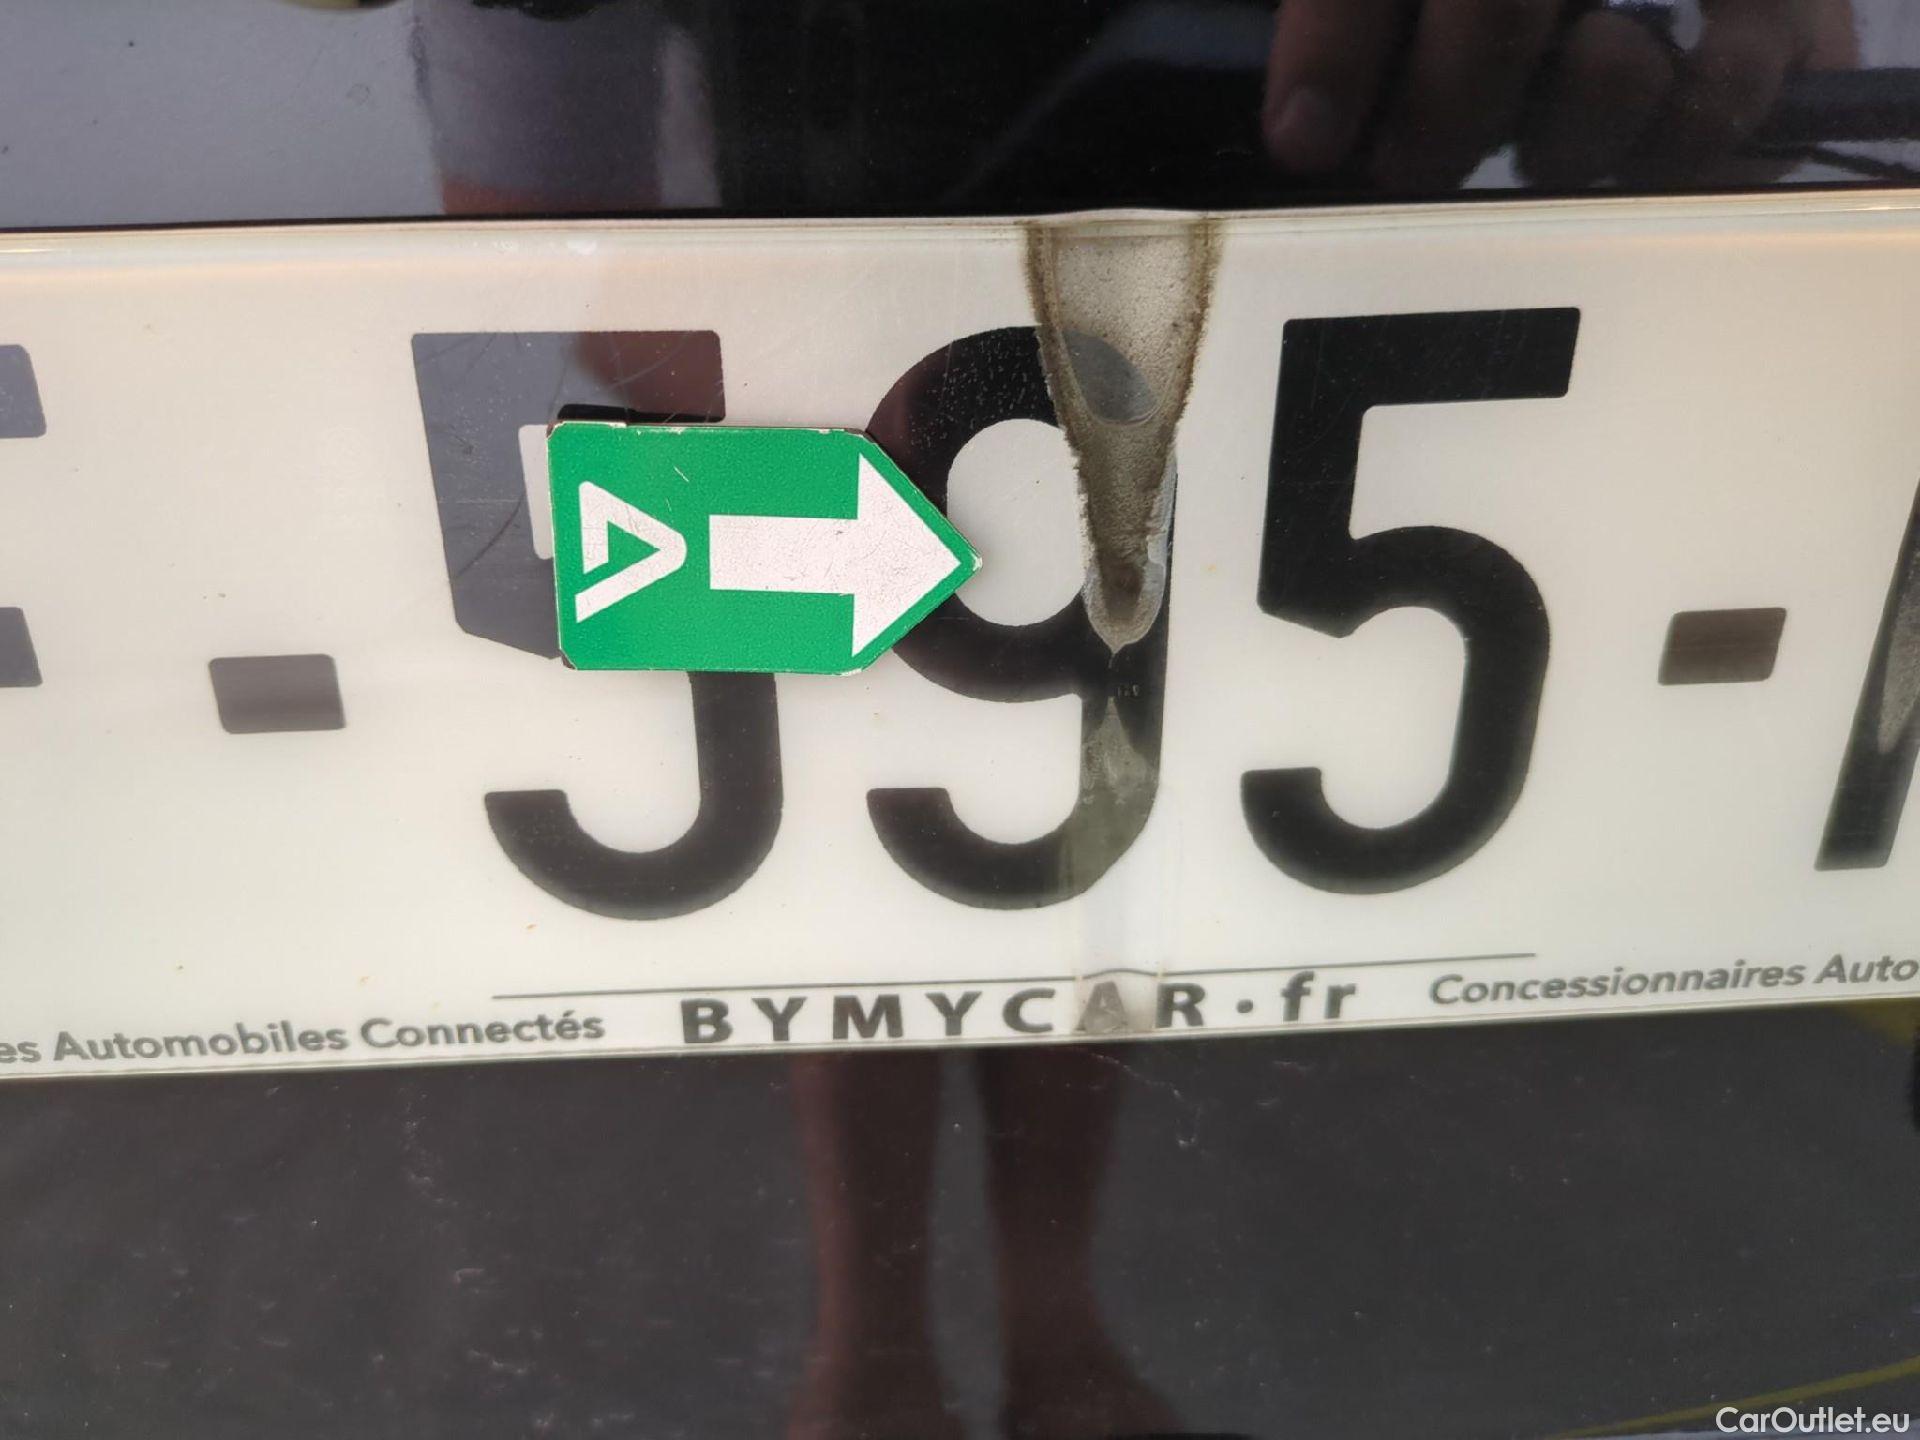 -595-
es Automobiles Connectés BYMYCAR.fr Concessionnaires Auto
CarOutlet.eu